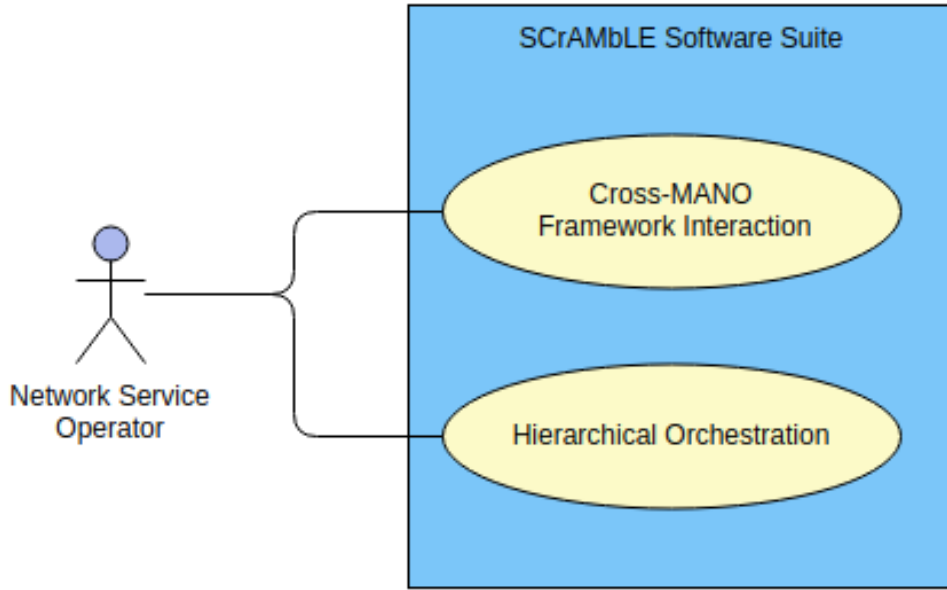 SCrAMbLE Software Suite
Cross-MANO
Framework Interaction
Network Service
Operator
Hierarchical Orchestration